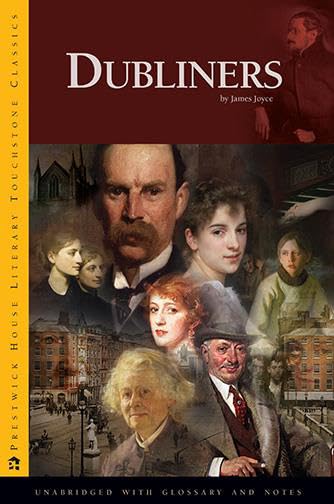 DUBLINERS
by James Joyce
PRESTWICK HOUSE LITERARY TOUCHSTONE CLASSICS
UNABRIDGED WITH GLOSSARY AND NOTES